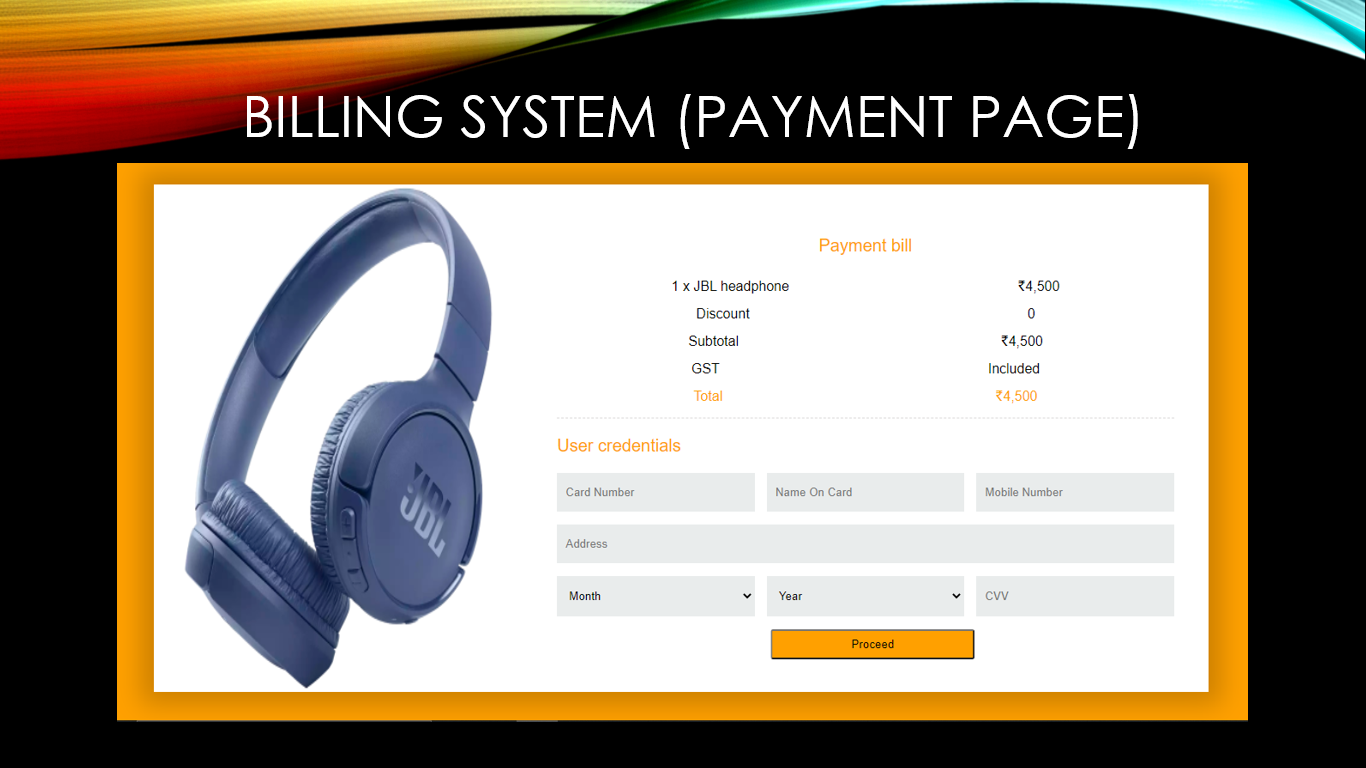 BILLING SYSTEM (PAYMENT PAGE)
Payment bill
1 x JBL headphone ₹4,500
Discount 0
Subtotal ₹4,500
GST Included
Total ₹4,500
JBL
User credentials
Card Number Name On Card Mobile Number
Address
Month Year CVV
Proceed